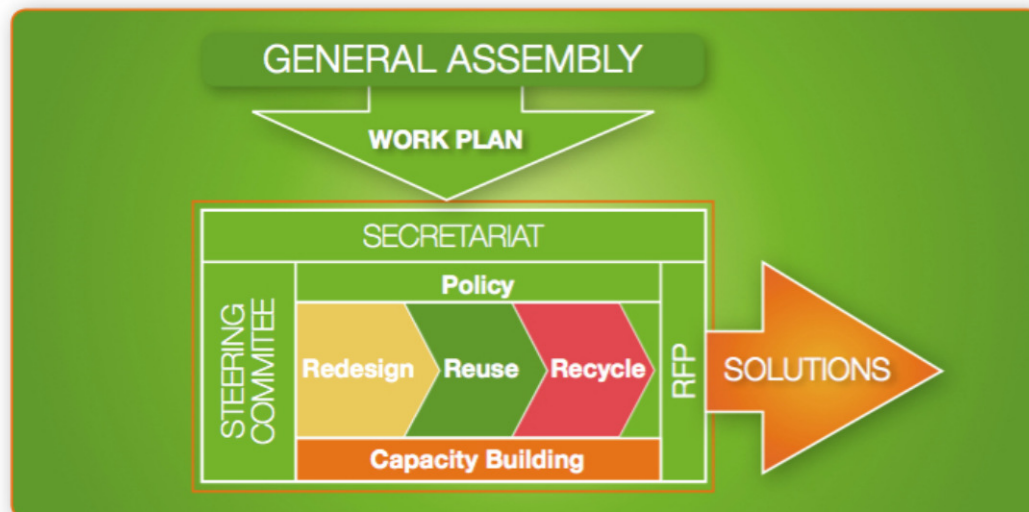 GENERAL ASSEMBLY
WORK PLAN
SECRETARIAT
STEERING
COMMITEE
Policy
Redesign
Reuse
Recycle
Capacity Building
RFP
SOLUTIONS